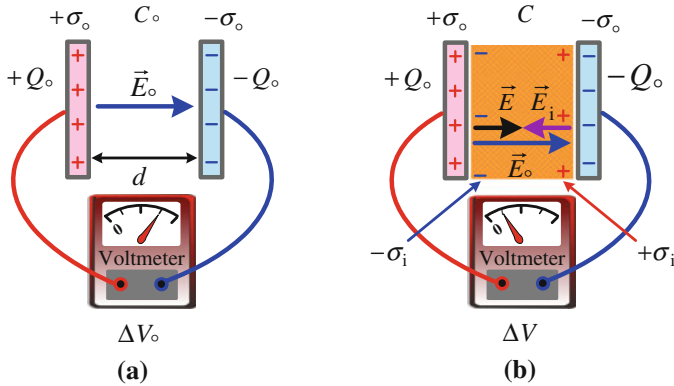 +σ∘ C∘ −σ∘
+Q∘ E⃗∘ −Q∘
d
0
Voltmeter
ΔV∘
(a)
+σ∘ C −σ∘
+Q∘ E⃗ E⃗i −Q∘
E⃗∘
−σi 0 +σi
Voltmeter
ΔV
(b)